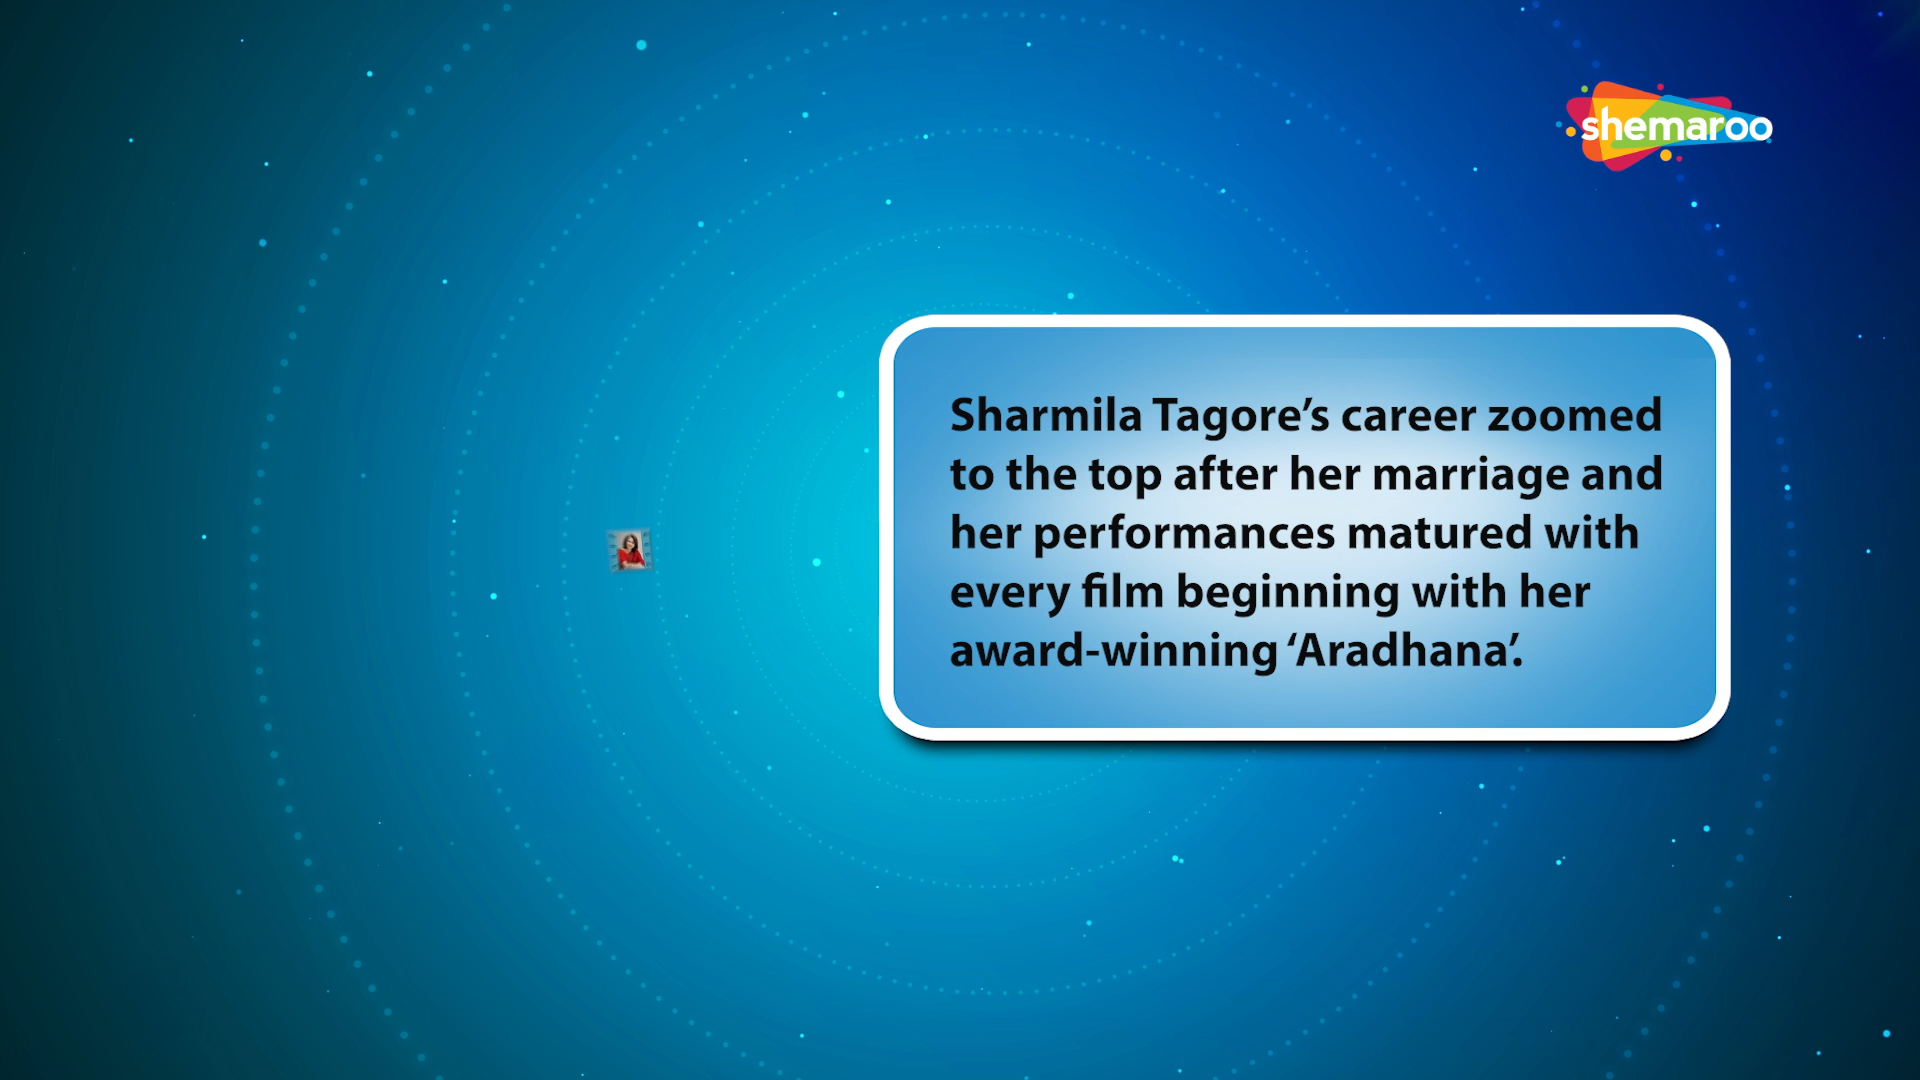 shemaroo
Sharmila Tagore’s career zoomed
to the top after her marriage and
her performances matured with
every film beginning with her
award-winning ‘Aradhana’.